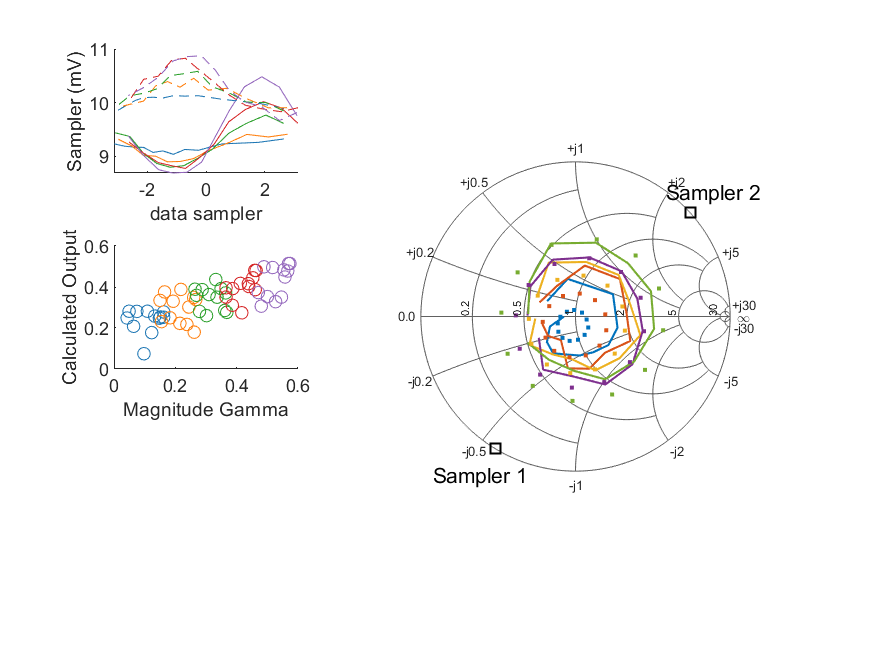 11
10
9
Sampler (mV)
-2 0 2
data sampler
0.6
0.4
0.2
0
Calculated Output
0 0.2 0.4 0.6
Magnitude Gamma
+j1
+j0.5
+j2
Sampler 2
+j0.2
+j5
0.0
0.2
0.5
1
2
5
30
+j30
∞
-j30
-j0.2
-j5
-j0.5
-j2
Sampler 1
-j1